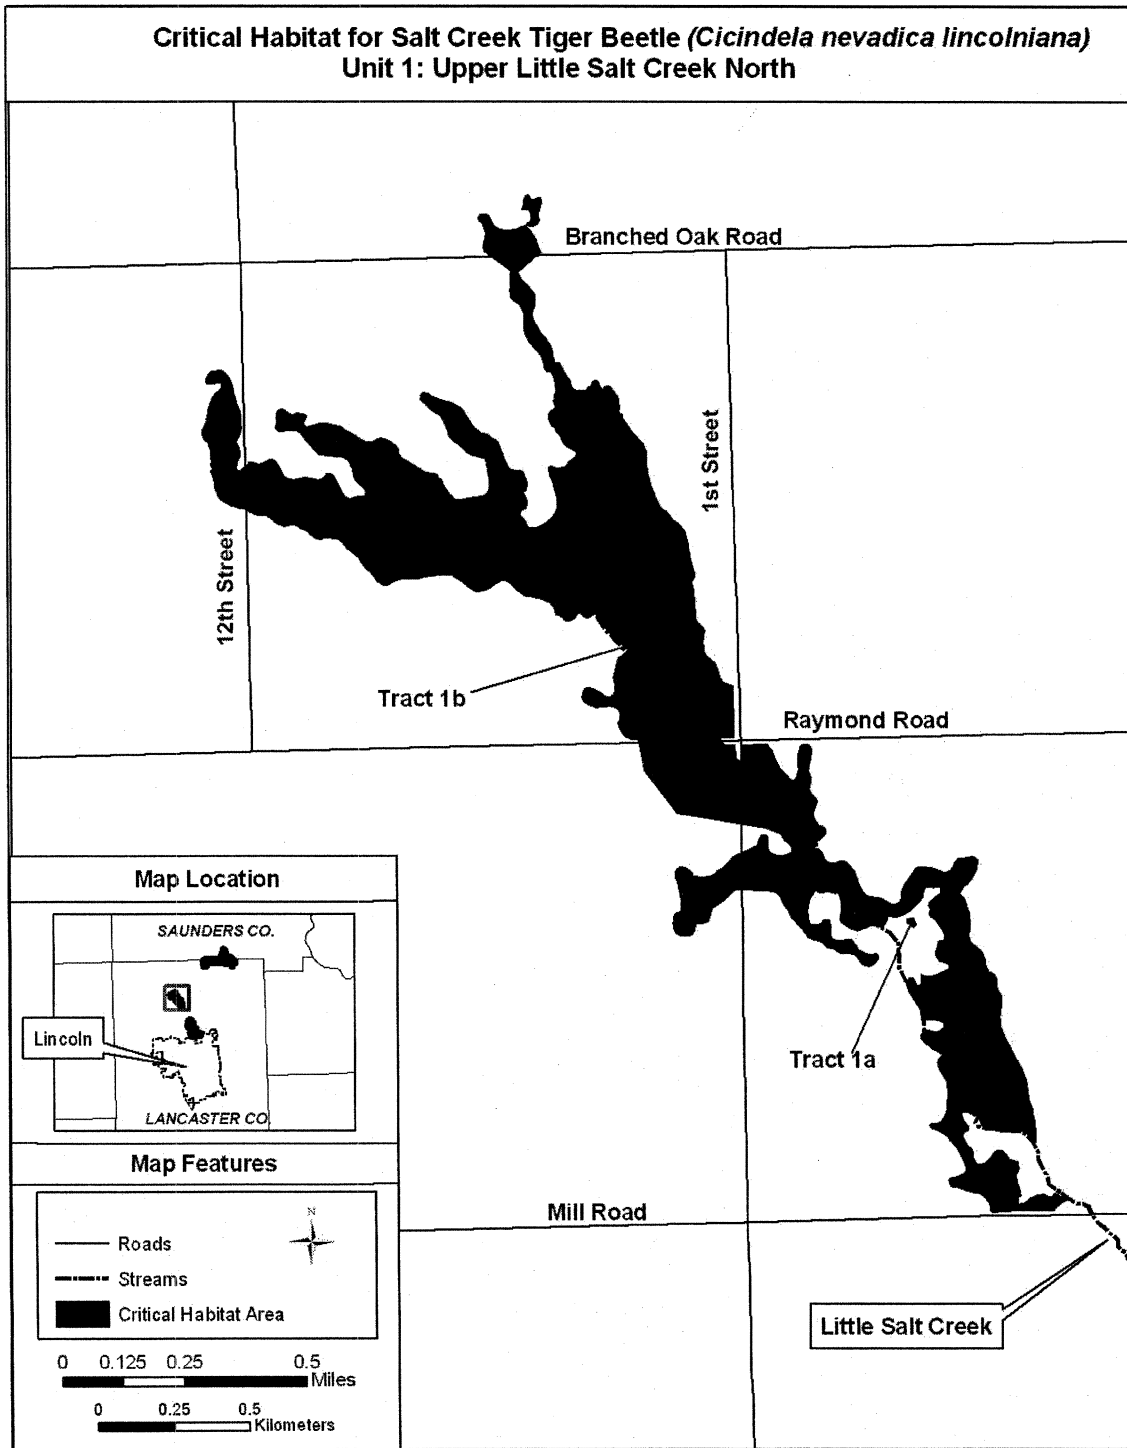 Critical Habitat for Salt Creek Tiger Beetle (Cicindela nevadica lincolniana)
Unit 1: Upper Little Salt Creek North
Branched Oak Road
1st Street
12th Street
Tract 1b
Raymond Road
Map Location
SAUNDERS CO.
Lincoln
LANCASTER CO
Tract 1a
Map Features
Mill Road
N
Roads
Streams
Critical Habitat Area
Little Salt Creek
0 0.125 0.25 0.5
Miles
0 0.25 0.5
Kilometers